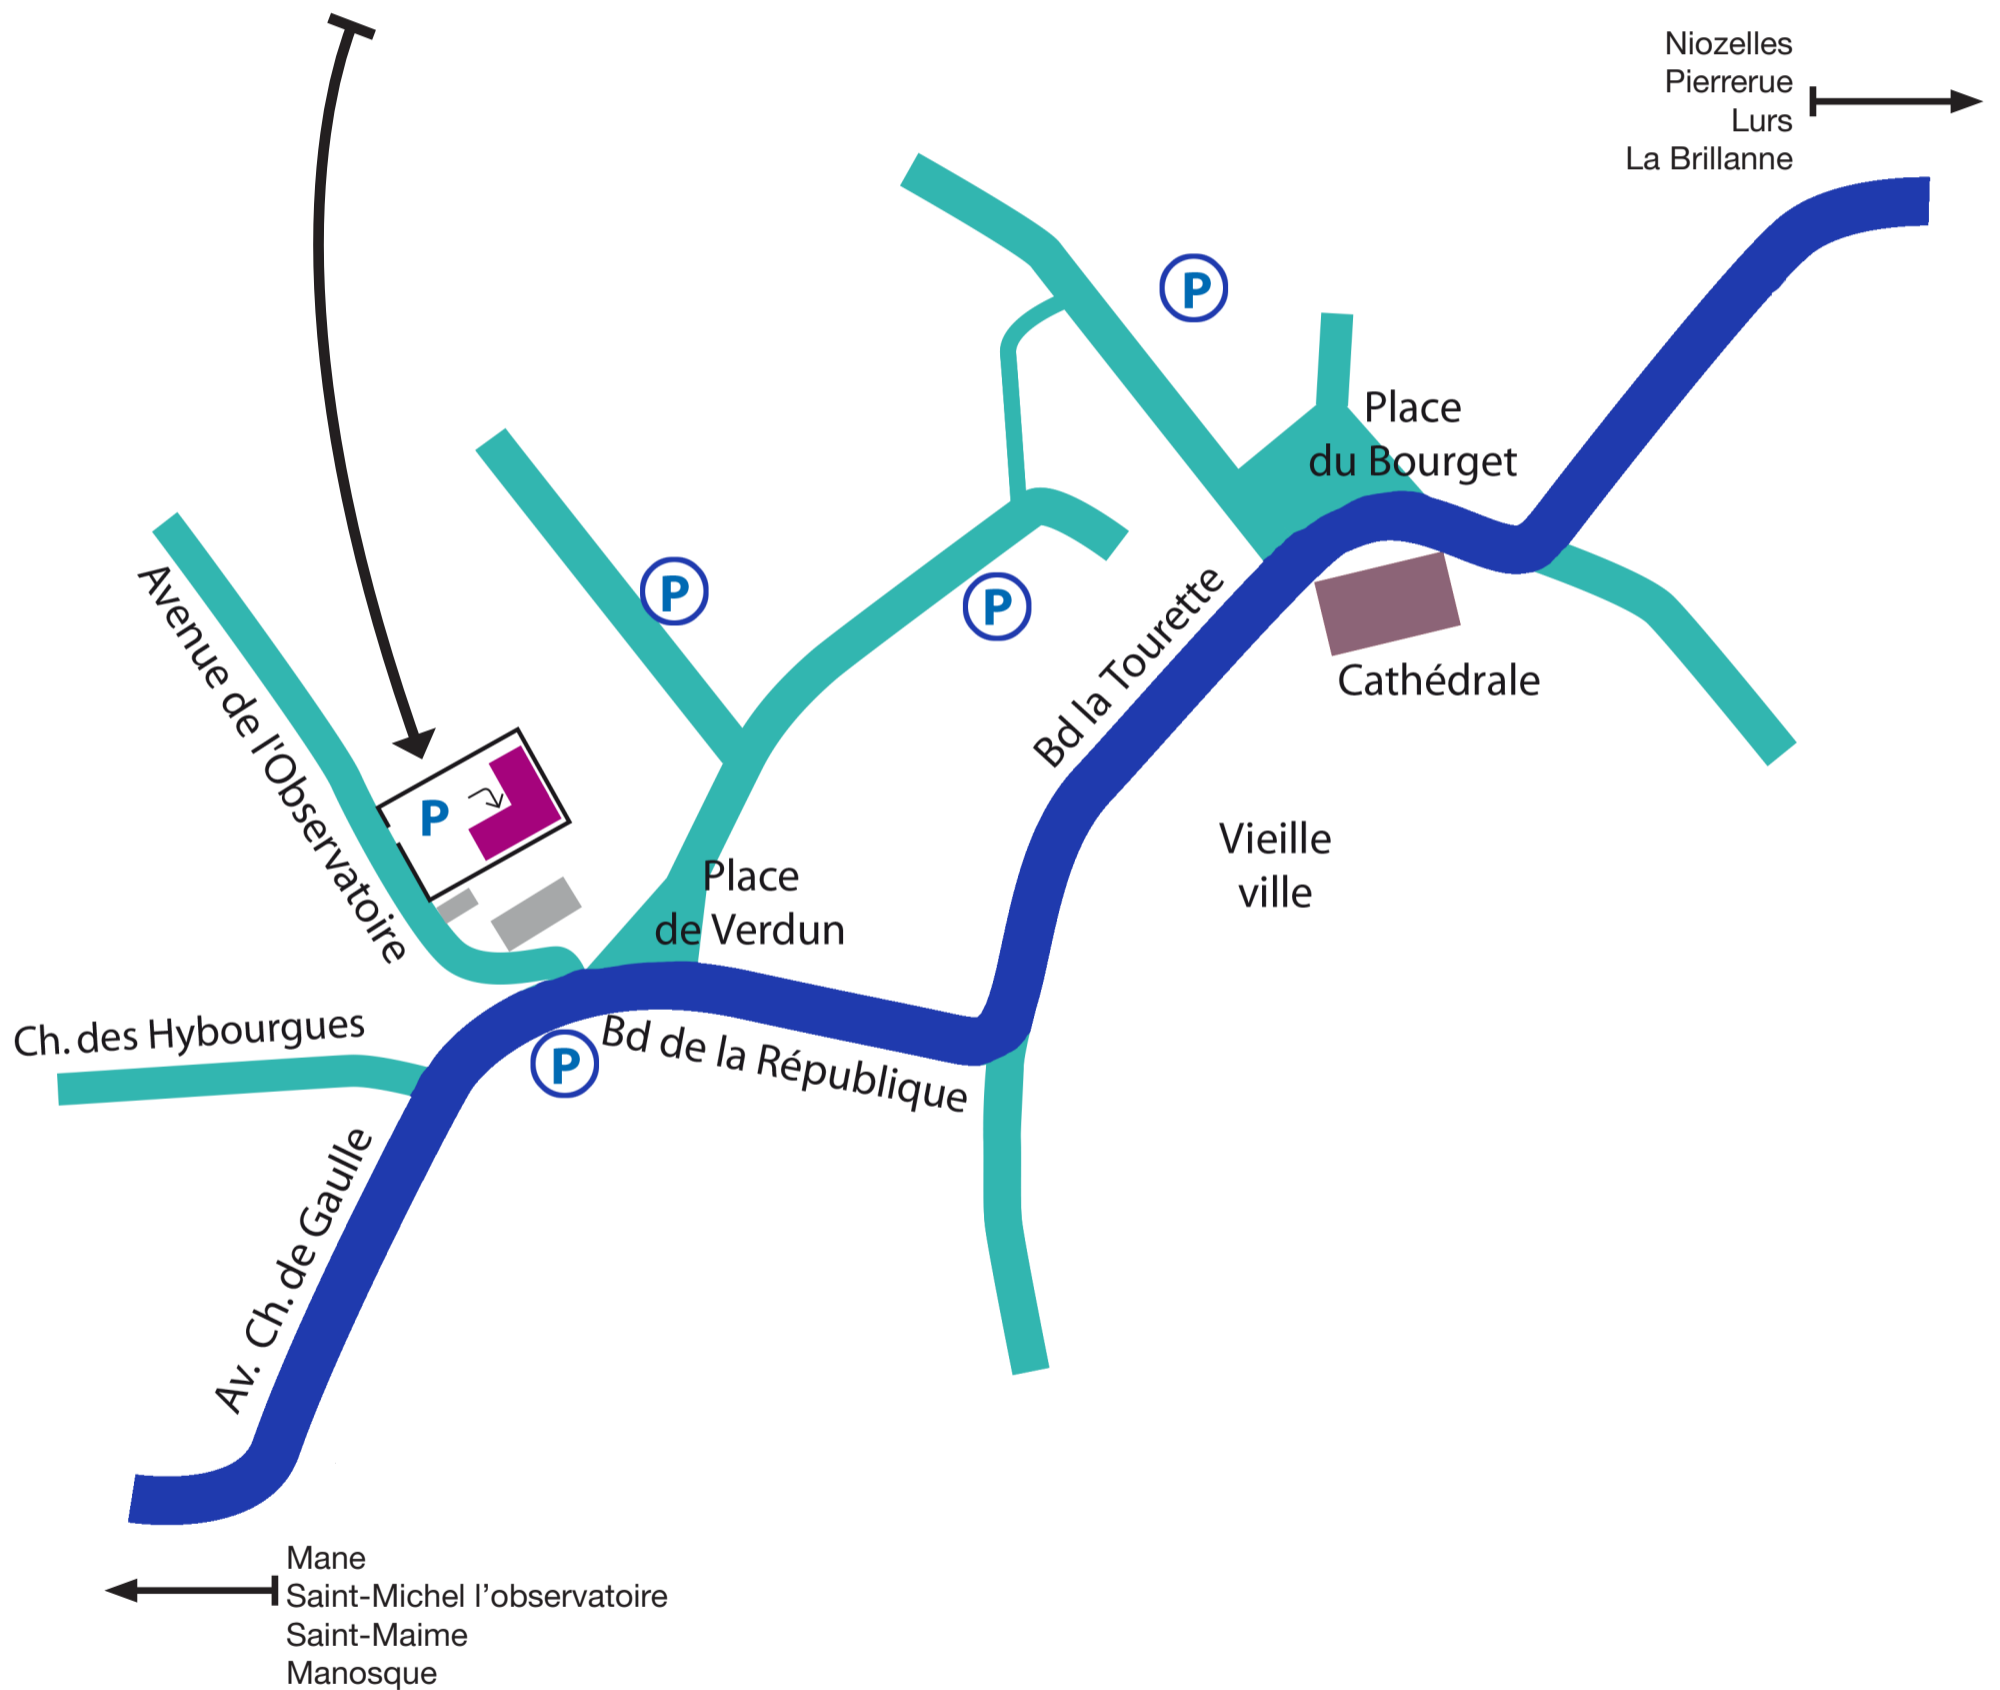 Niozelles
Pierrerue
Lurs
La Brillanne
P
Place
du Bourget
P
P
Avenue de l'Observatoire
Bd la Tourette
Cathédrale
P
Vieille
ville
Place
de Verdun
Ch. des Hybourgues
P
Bd de la République
Av. Ch. de Gaulle
Mane
Saint-Michel l’observatoire
Saint-Maime
Manosque